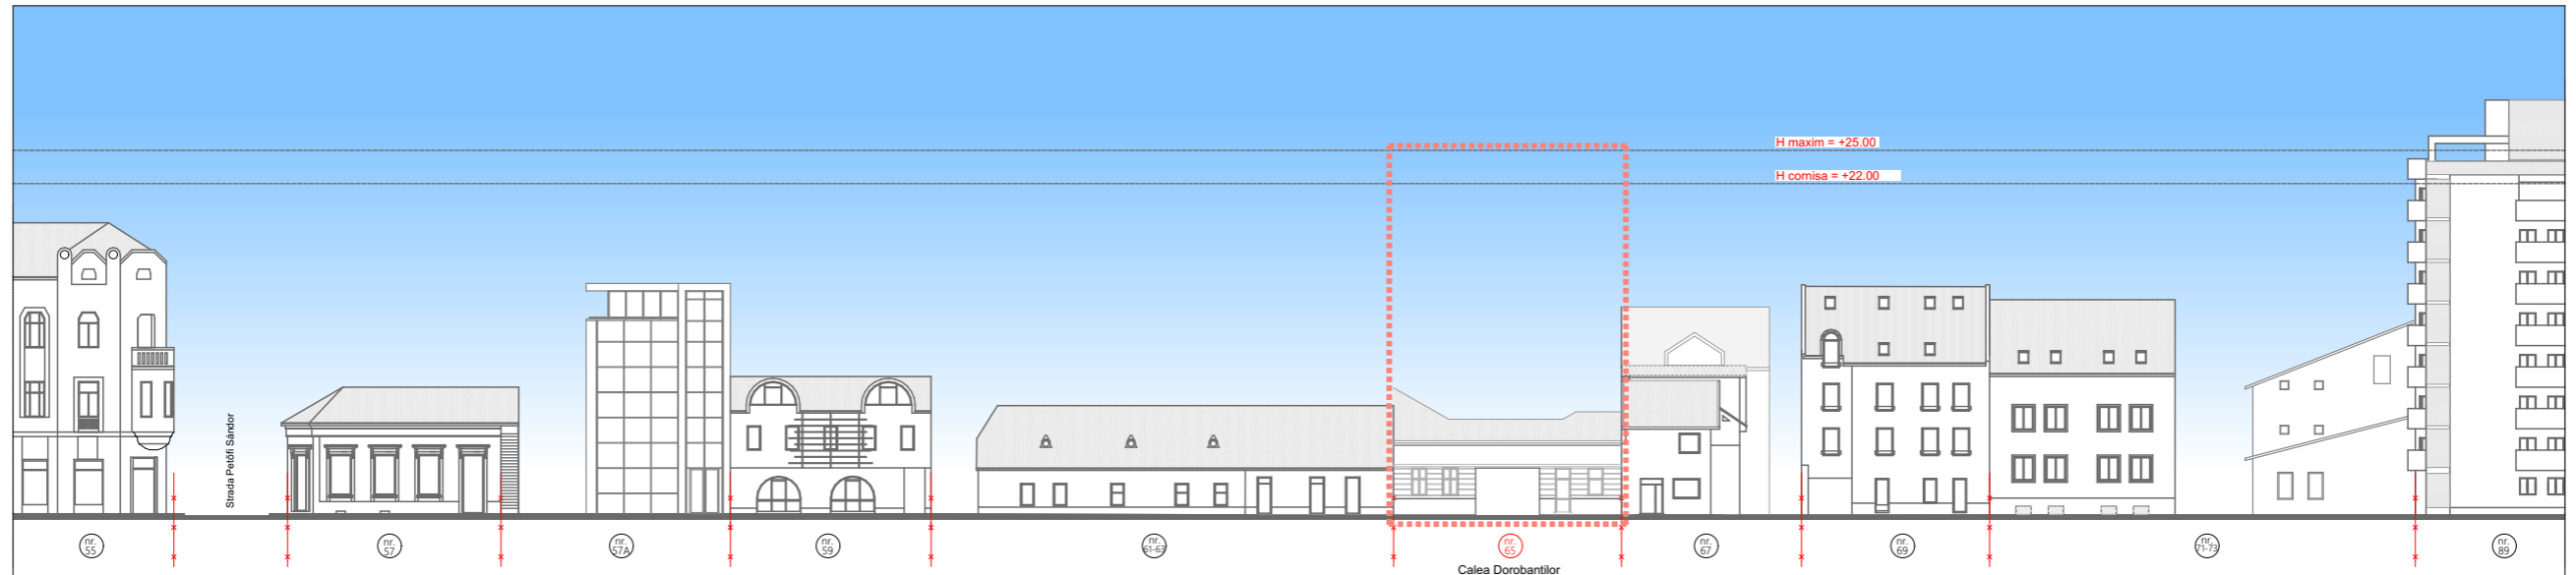 H maxim = +25.00
H cornisa = +22.00
Strada Petőfi Sándor
nr.
55
nr.
57
nr.
57A
nr.
59
nr.
61-63
nr.
65
nr.
67
nr.
69
nr.
71-73
nr.
89
Calea Dorobantilor